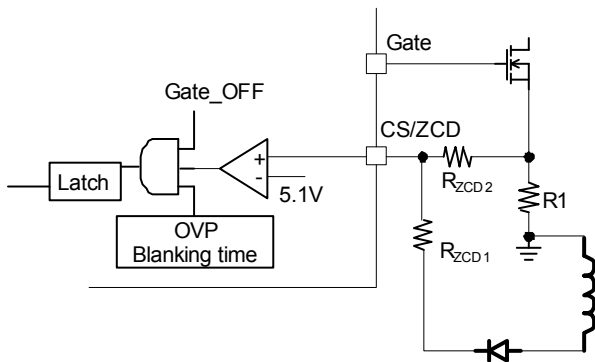 Gate
Gate_OFF
CS/ZCD
+
-
5.1V
Latch
OVP
Blanking time
RZCD2
R1
RZCD1